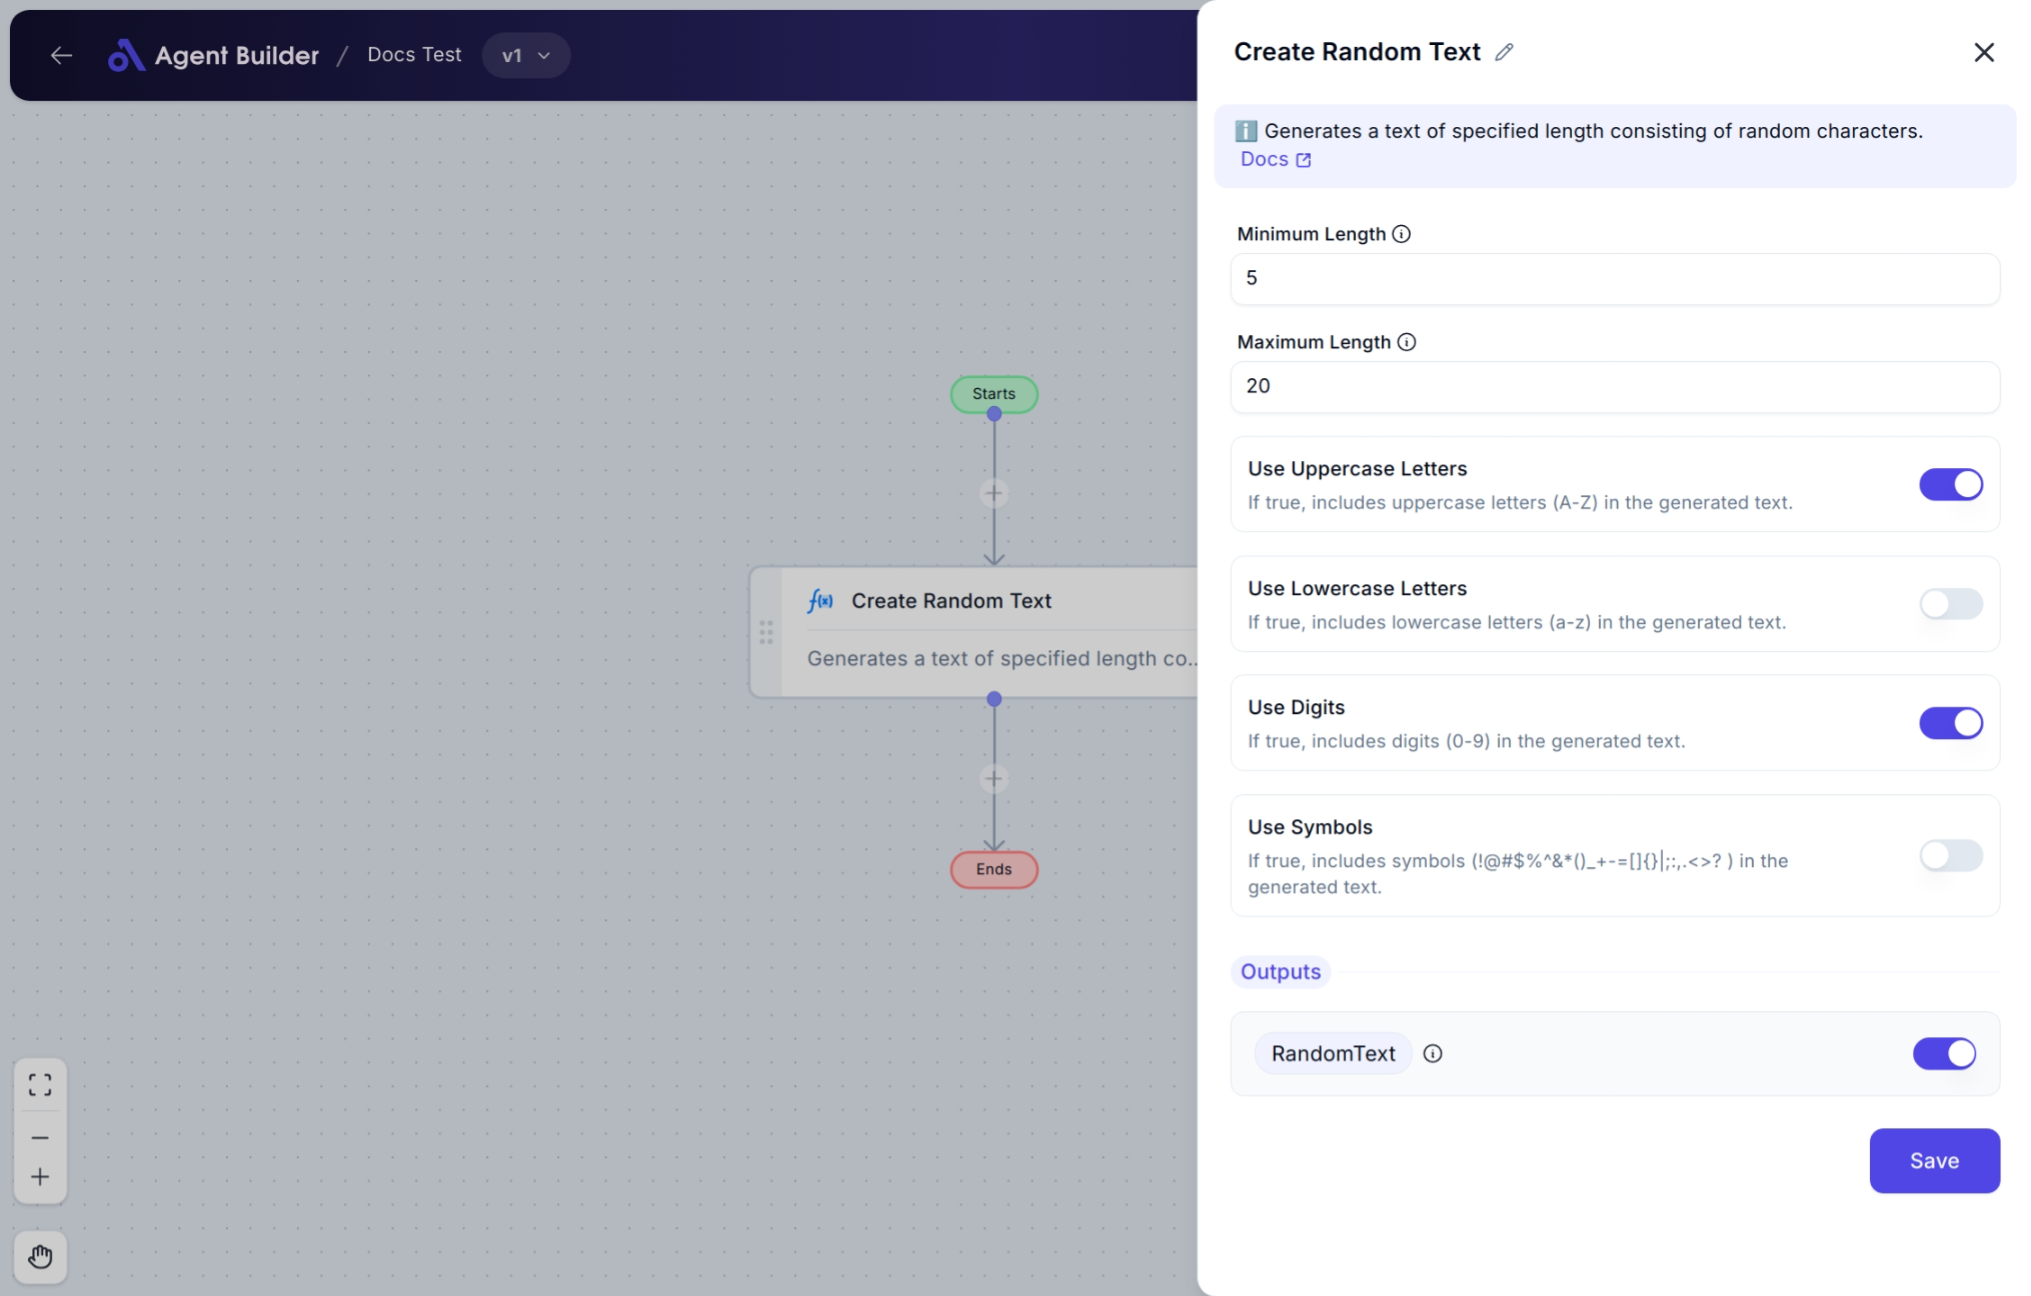 Agent Builder / Docs Test v1
Starts
Create Random Text
Generates a text of specified length co...
Ends
Create Random Text
Generates a text of specified length consisting of random characters.
Docs
Minimum Length
5
Maximum Length
20
Use Uppercase Letters
If true, includes uppercase letters (A-Z) in the generated text.
Use Lowercase Letters
If true, includes lowercase letters (a-z) in the generated text.
Use Digits
If true, includes digits (0-9) in the generated text.
Use Symbols
If true, includes symbols (!@#$%^&*()_+-=[]{}|;:,.<>? ) in the
generated text.
Outputs
RandomText
Save